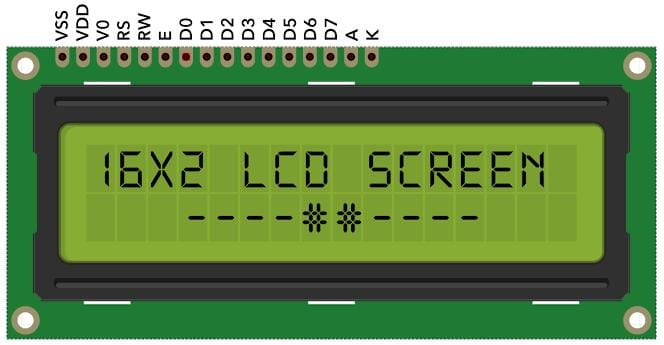 VSS VDD V0 RS RW E D0 D1 D2 D3 D4 D5 D6 D7 A K
16X2 LCD SCREEN
----**----